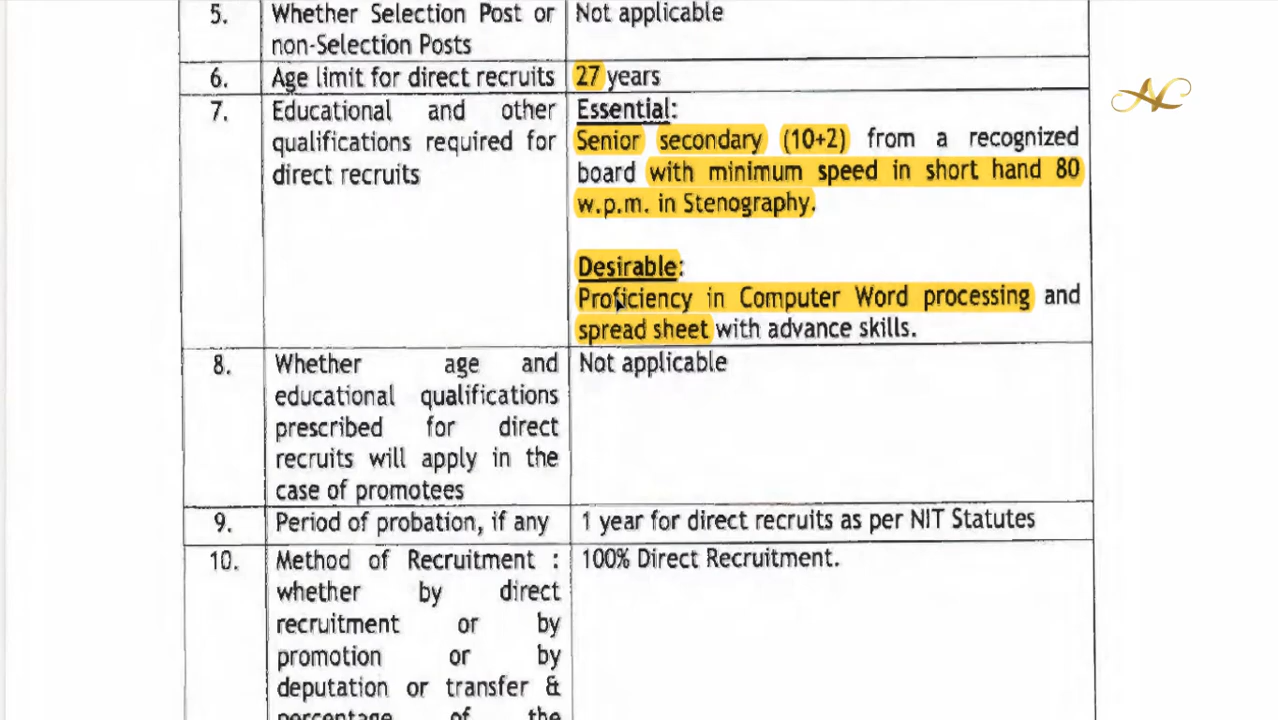 5.
Whether Selection Post or
non-Selection Posts
Not applicable
6.
Age limit for direct recruits
27 years
7.
Educational and other
qualifications required for
direct recruits
Essential:
Senior secondary (10+2) from a recognized
board with minimum speed in short hand 80
w.p.m. in Stenography.
Desirable:
Proficiency in Computer Word processing and
spread sheet with advance skills.
8.
Whether age and
educational qualifications
prescribed for direct
recruits will apply in the
case of promotees
Not applicable
9.
Period of probation, if any
1 year for direct recruits as per NIT Statutes
10.
Method of Recruitment :
whether by direct
recruitment or by
promotion or by
deputation or transfer &
percentage of the
100% Direct Recruitment.